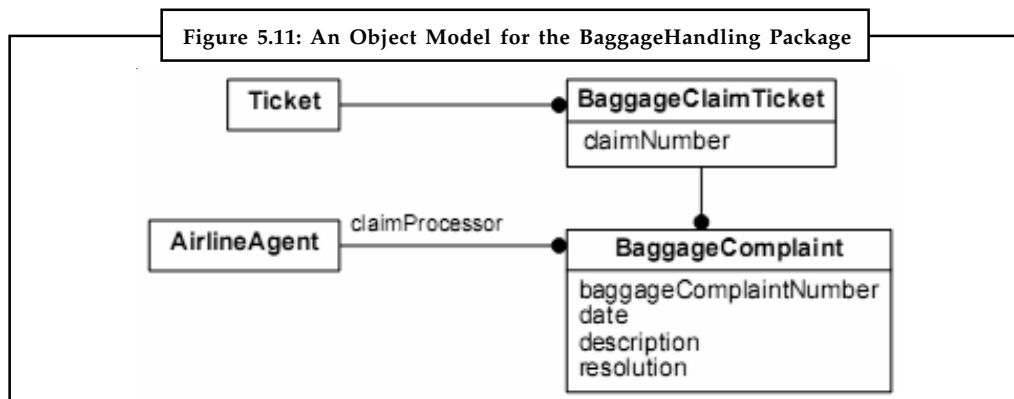 Figure 5.11: An Object Model for the BaggageHandling Package
Ticket
BaggageClaimTicket
claimNumber
AirlineAgent
claimProcessor
BaggageComplaint
baggageComplaintNumber
date
description
resolution